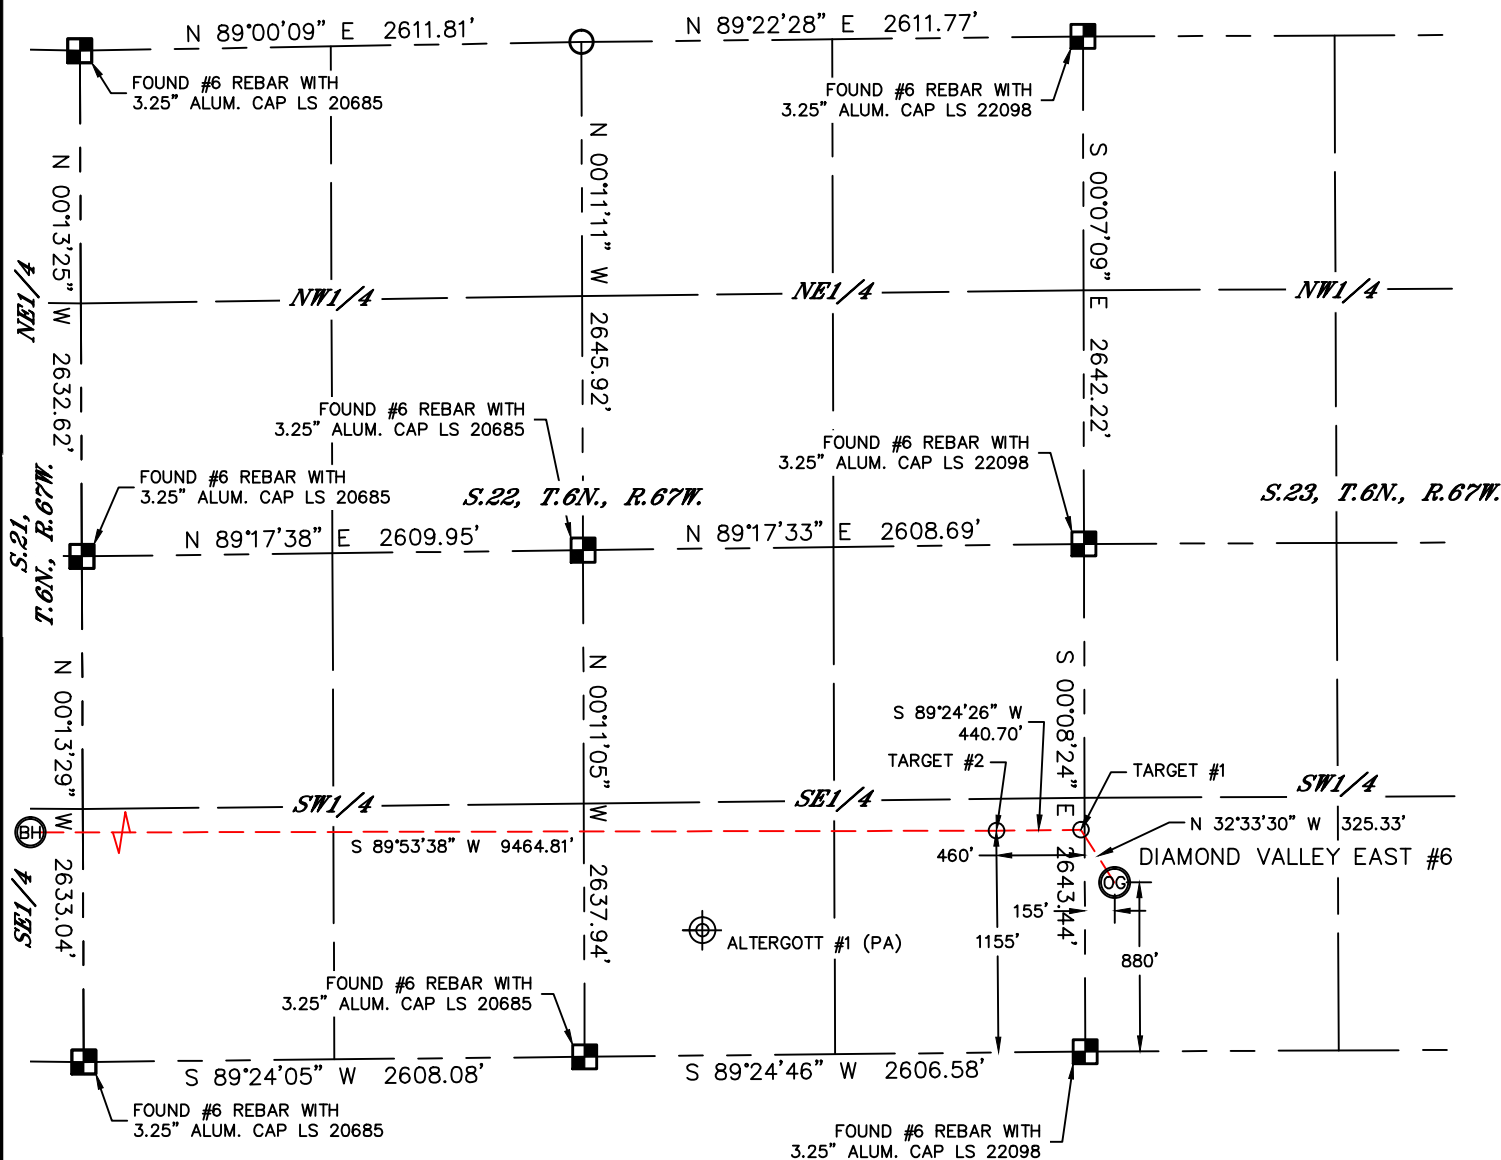 N 89°00'09" E 2611.81'
N 89°22'28" E 2611.77'
FOUND #6 REBAR WITH
3.25" ALUM. CAP LS 20685
FOUND #6 REBAR WITH
3.25" ALUM. CAP LS 22098
N 00°13'25" W 2632.62'
N 00°11'11" W 2645.92'
S 00°07'09" E 2642.22'
NE1/4
NW1/4
NE1/4
NW1/4
FOUND #6 REBAR WITH
3.25" ALUM. CAP LS 20685
FOUND #6 REBAR WITH
3.25" ALUM. CAP LS 22098
FOUND #6 REBAR WITH
3.25" ALUM. CAP LS 20685
S.21,
T.6N., R.67W.
S.22, T.6N., R.67W.
S.23, T.6N., R.67W.
N 89°17'38" E 2609.95'
N 89°17'33" E 2608.69'
N 00°13'29" W 2633.04'
N 00°11'05" W 2637.94'
S 00°08'24" E 2643.44'
S 89°24'26" W
440.70'
TARGET #2
TARGET #1
SW1/4
SE1/4
SW1/4
BH
S 89°53'38" W 9464.81'
N 32°33'30" W 325.33'
460'
DIAMOND VALLEY EAST #6
OG
SE1/4
155'
1155'
880'
ALTERGOTT #1 (PA)
FOUND #6 REBAR WITH
3.25" ALUM. CAP LS 20685
S 89°24'05" W 2608.08'
S 89°24'46" W 2606.58'
FOUND #6 REBAR WITH
3.25" ALUM. CAP LS 20685
FOUND #6 REBAR WITH
3.25" ALUM. CAP LS 22098